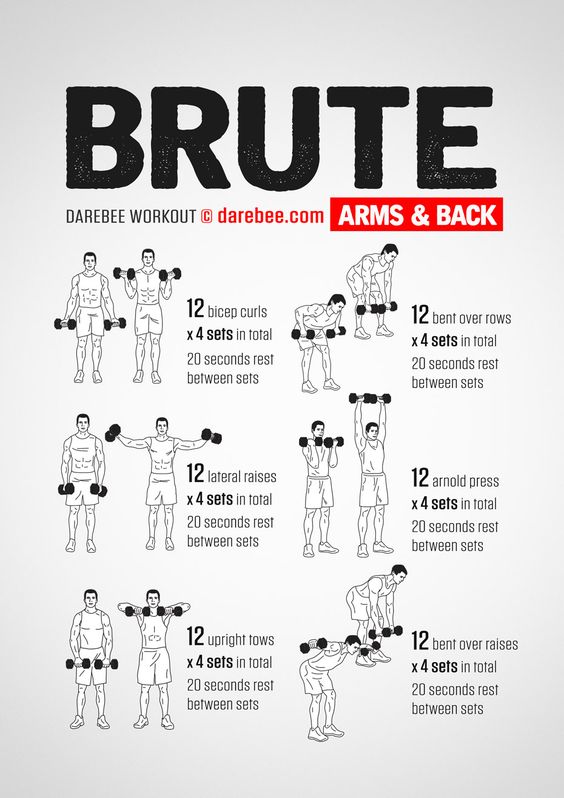 BRUTE
DAREBEE WORKOUT © darebee.com ARMS & BACK
12 bicep curls
x 4 sets in total
20 seconds rest
between sets
12 bent over rows
x 4 sets in total
20 seconds rest
between sets
12 lateral raises
x 4 sets in total
20 seconds rest
between sets
12 arnold press
x 4 sets in total
20 seconds rest
between sets
12 upright tows
x 4 sets in total
20 seconds rest
between sets
12 bent over raises
x 4 sets in total
20 seconds rest
between sets